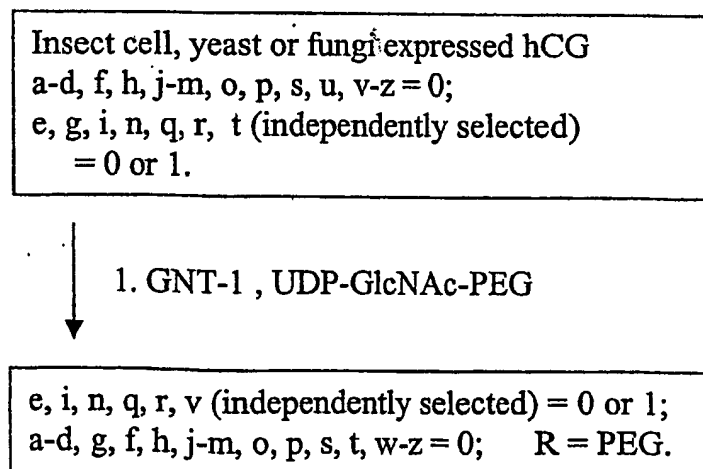 Insect cell, yeast or fungi expressed hCG
a-d, f, h, j-m, o, p, s, u, v-z = 0;
e, g, i, n, q, r, t (independently selected)
= 0 or 1.
1. GNT-1 , UDP-GlcNAc-PEG
e, i, n, q, r, v (independently selected) = 0 or 1;
a-d, g, f, h, j-m, o, p, s, t, w-z = 0; R = PEG.